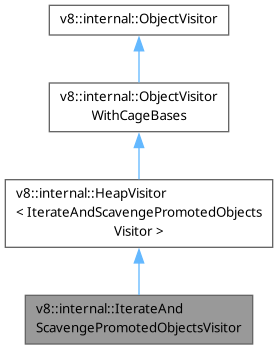 v8::internal::ObjectVisitor
v8::internal::ObjectVisitor
WithCageBases
v8::internal::HeapVisitor
< IterateAndScavengePromotedObjects
Visitor >
v8::internal::IterateAnd
ScavengePromotedObjectsVisitor